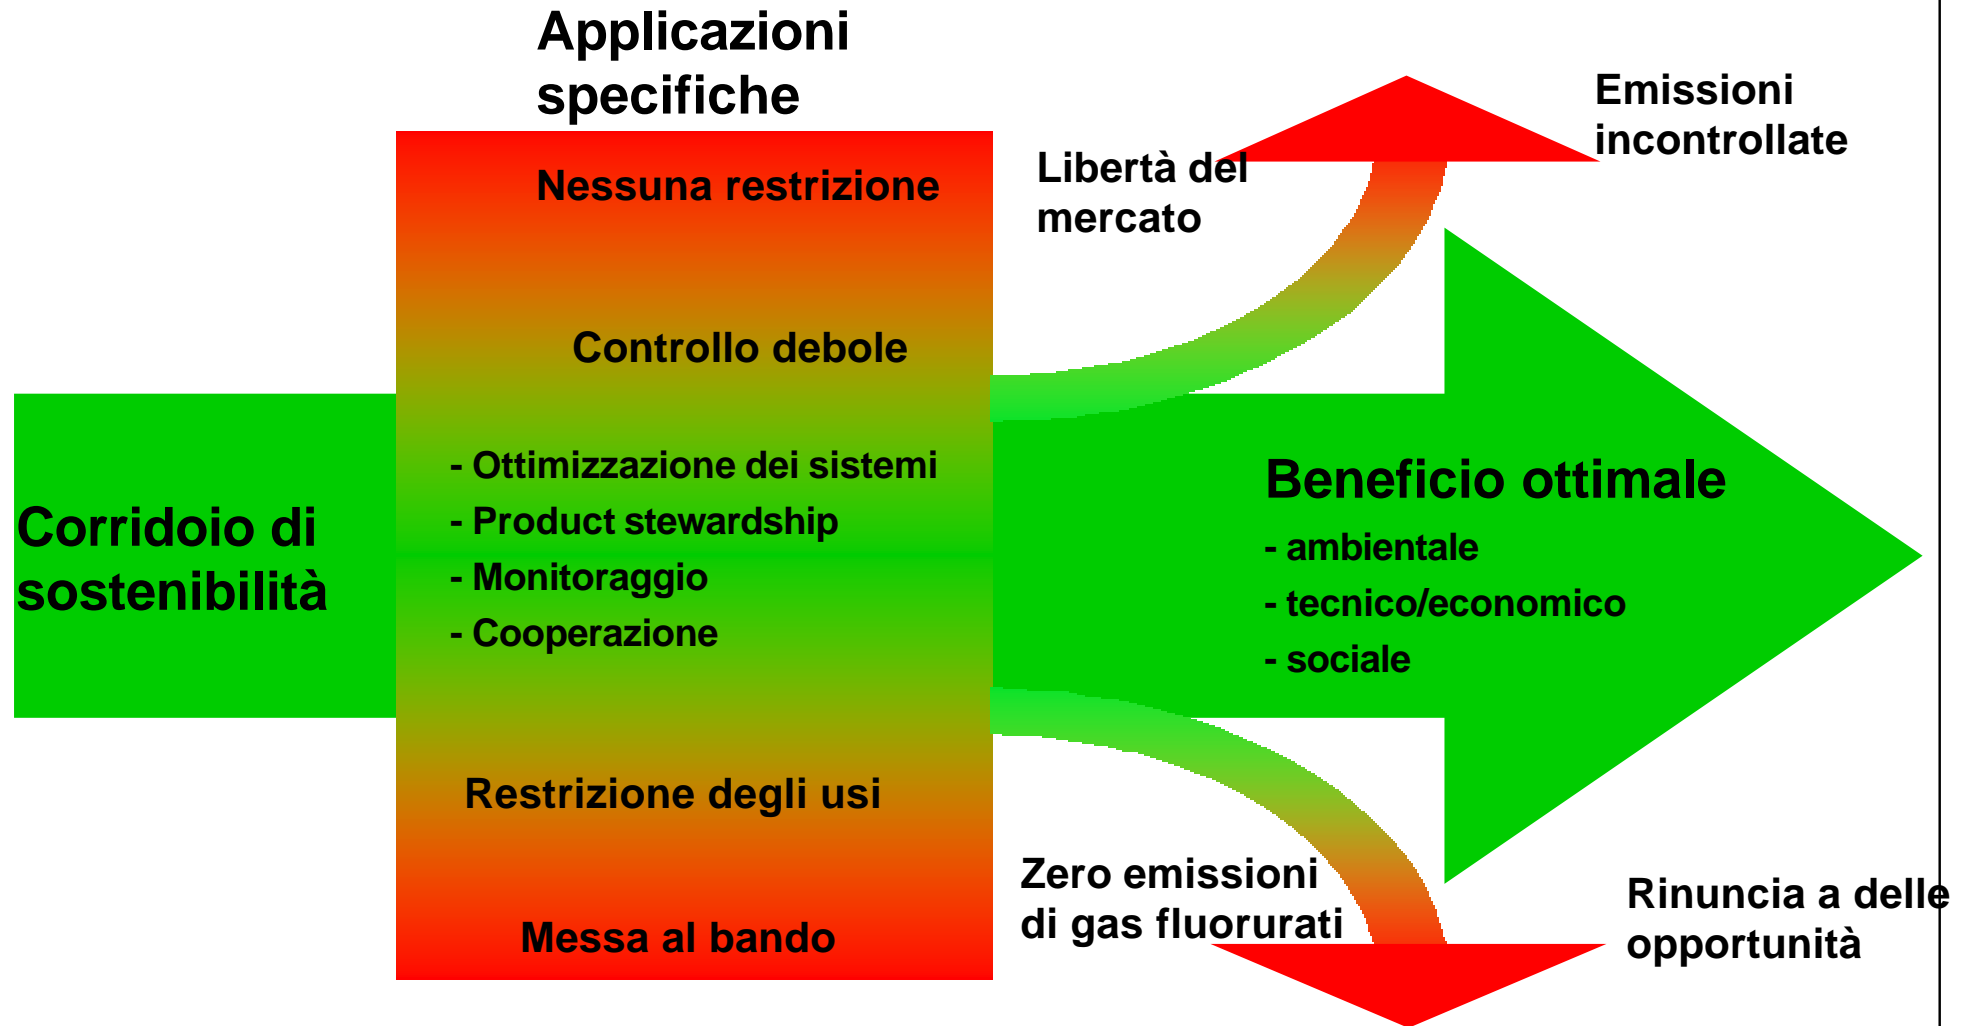 Applicazioni
specifiche
Nessuna restrizione
Controllo debole
- Ottimizzazione dei sistemi
- Product stewardship
- Monitoraggio
- Cooperazione
Restrizione degli usi
Messa al bando
Corridoio di
sostenibilità
Libertà del
mercato
Emissioni
incontrollate
Beneficio ottimale
- ambientale
- tecnico/economico
- sociale
Zero emissioni
di gas fluorurati
Rinuncia a delle
opportunità